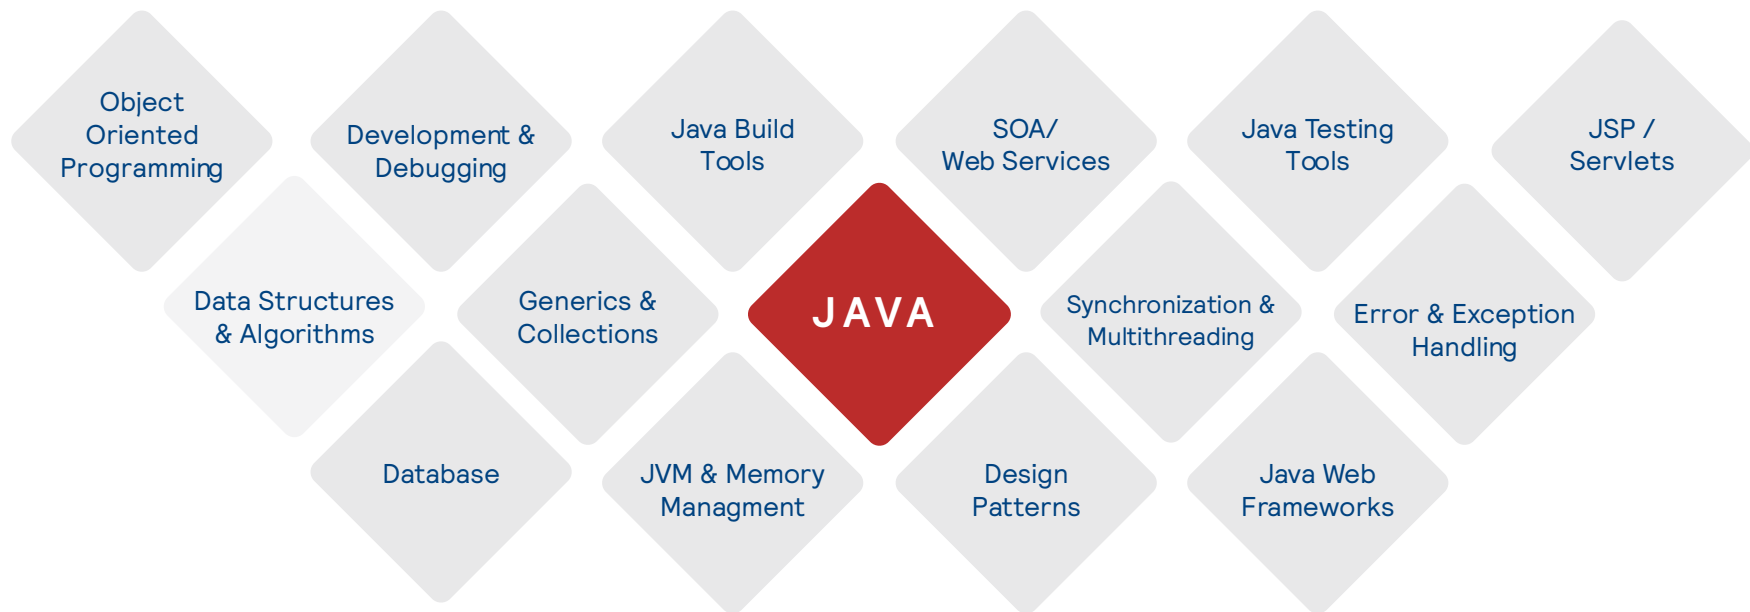 Object
Oriented
Programming
Development &
Debugging
Java Build
Tools
SOA/
Web Services
Java Testing
Tools
JSP /
Servlets
Data Structures
& Algorithms
Generics &
Collections
JAVA
Synchronization &
Multithreading
Error & Exception
Handling
Database
JVM & Memory
Managment
Design
Patterns
Java Web
Frameworks